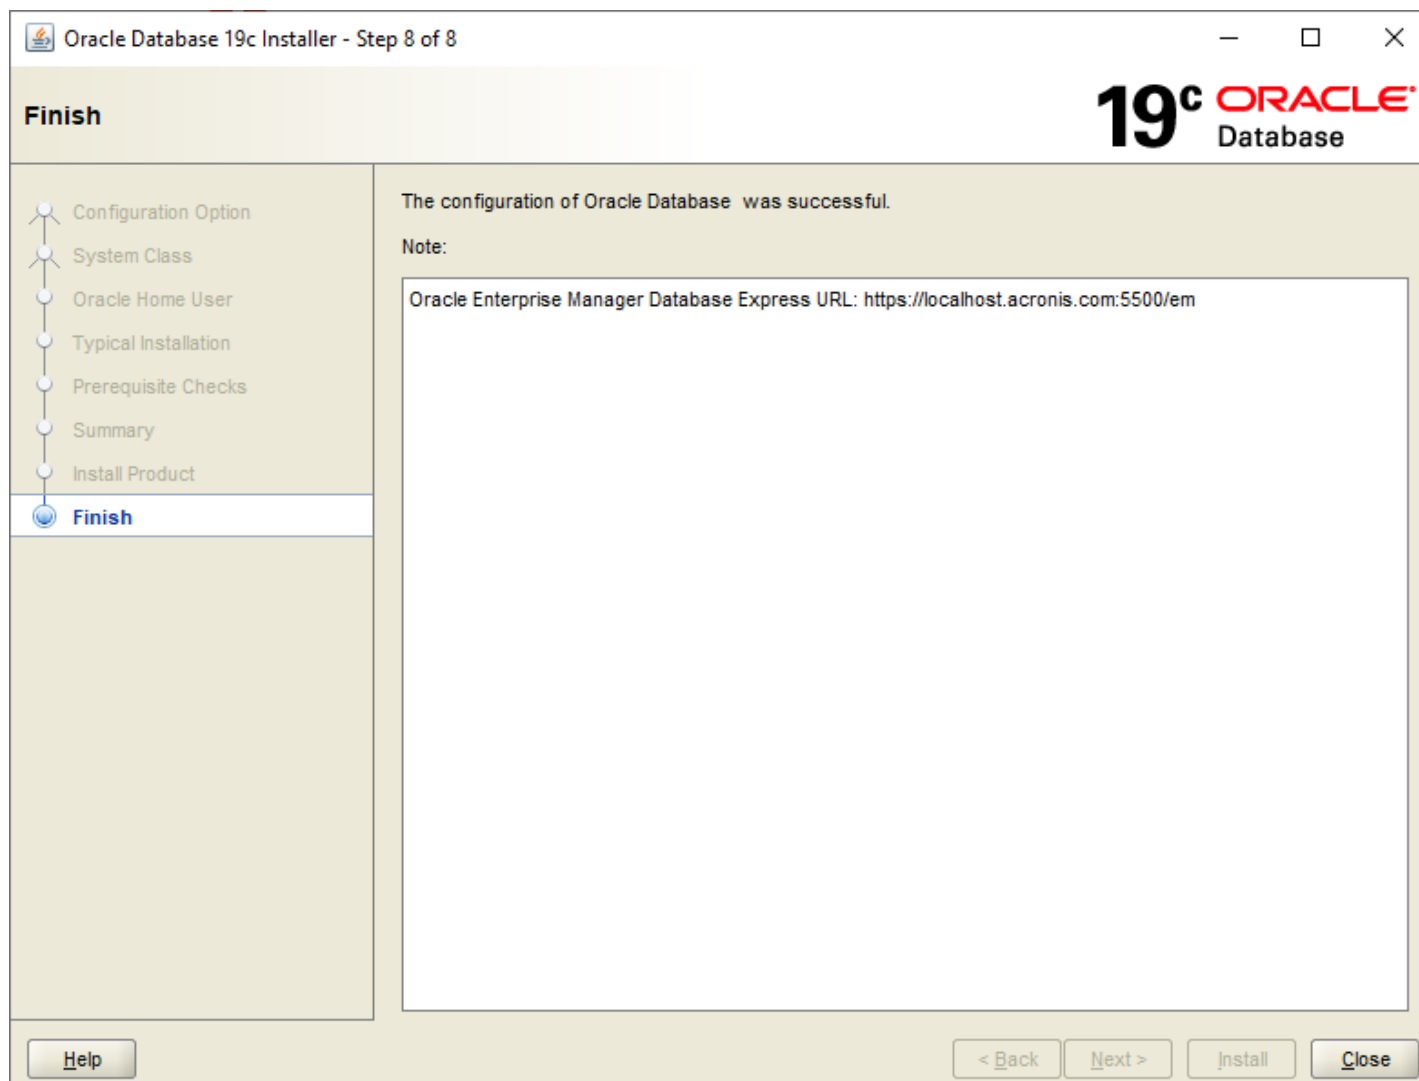 Oracle Database 19c Installer - Step 8 of 8
Finish
19c ORACLE
Database
Configuration Option
System Class
Oracle Home User
Typical Installation
Prerequisite Checks
Summary
Install Product
Finish
The configuration of Oracle Database  was successful.
Note:
Oracle Enterprise Manager Database Express URL: https://localhost.acronis.com:5500/em
Help
< Back
Next >
Install
Close